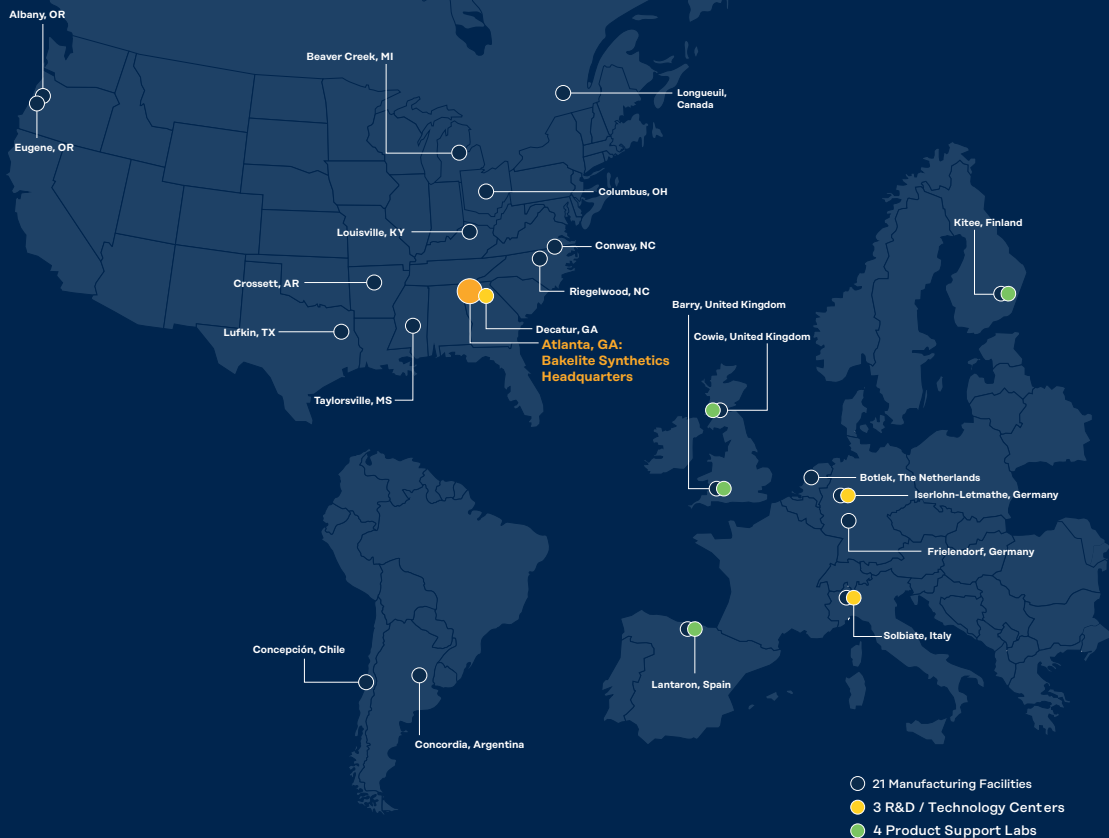 Albany, OR
Beaver Creek, MI
Longueuil,
Canada
Eugene, OR
Columbus, OH
Kitee, Finland
Louisville, KY
Conway, NC
Crossett, AR
Riegelwood, NC
Barry, United Kingdom
Lufkin, TX
Decatur, GA
Cowie, United Kingdom
Atlanta, GA:
Bakelite Synthetics
Headquarters
Taylorsville, MS
Botlek, The Netherlands
Iserlohn-Letmathe, Germany
Frielendorf, Germany
Solbiate, Italy
Concepción, Chile
Lantaron, Spain
Concordia, Argentina
21 Manufacturing Facilities
3 R&D / Technology Centers
4 Product Support Labs